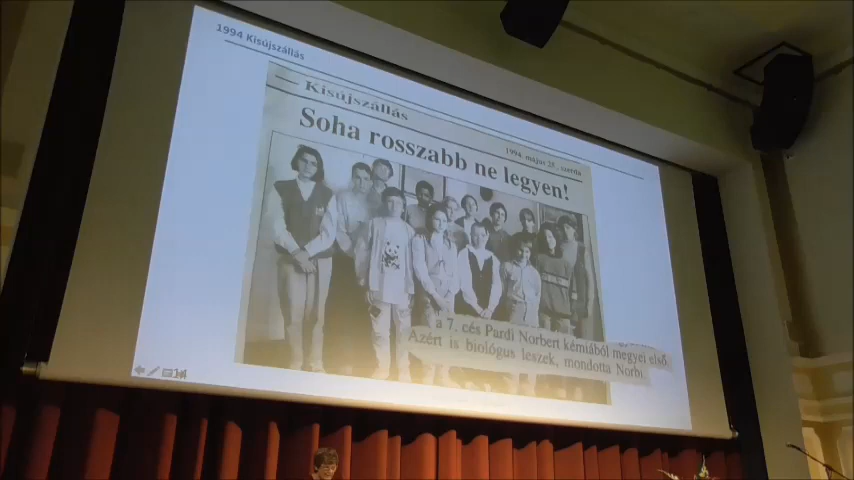 1994 Kisújszállás
Kisújszállás
1994. május 25., szerda
Soha rosszabb ne legyen!
a 7. c-és Pardi Norbert kémiából megyei első.
Azért is biológus leszek, mondotta Norbi